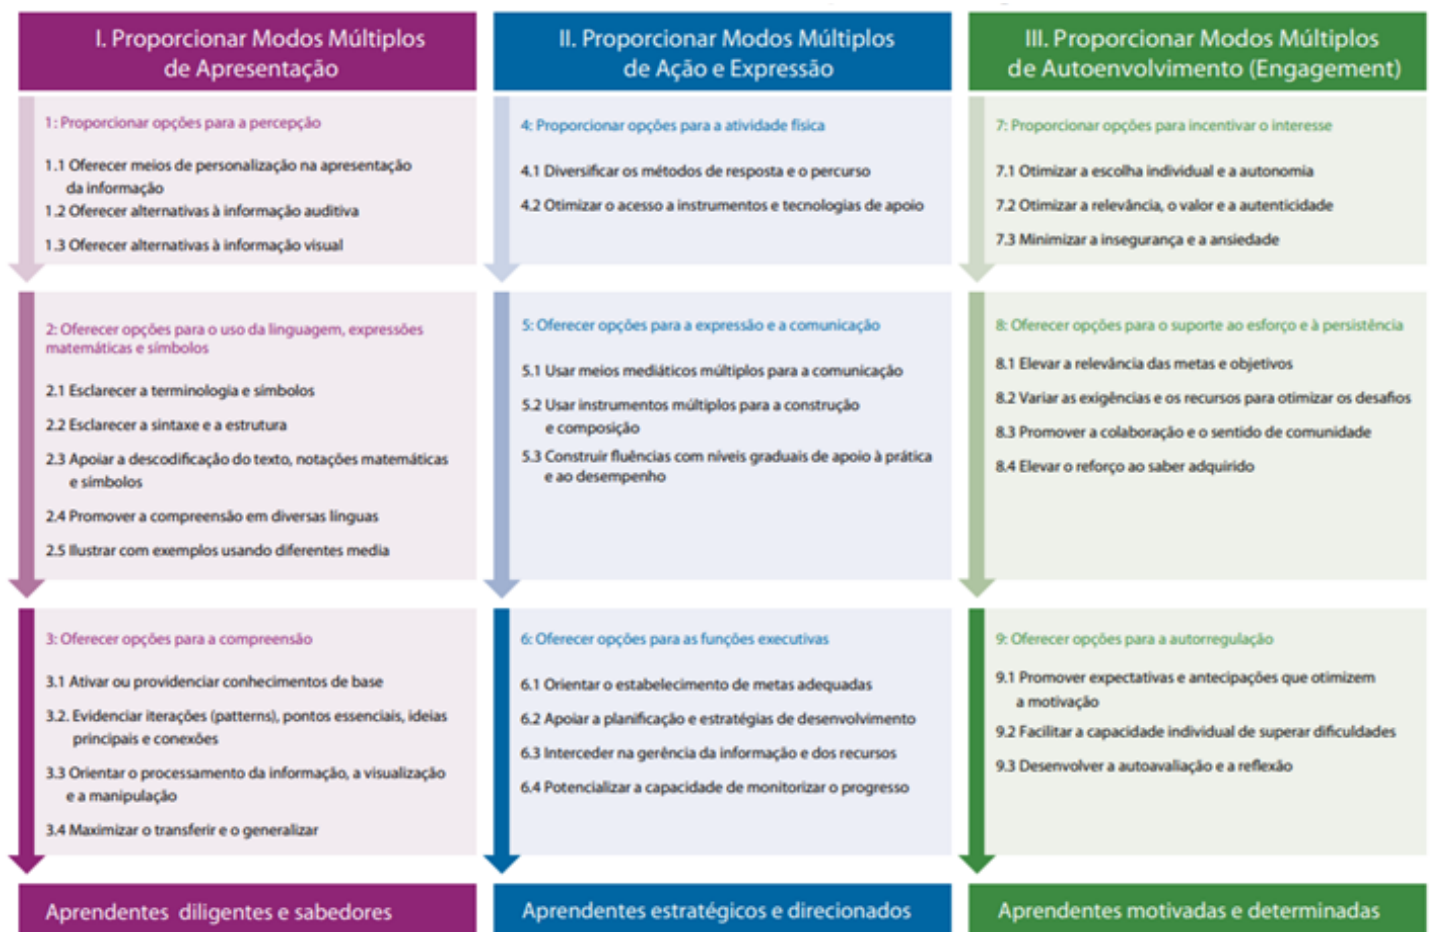 I. Proporcionar Modos Múltiplos
de Apresentação
1: Proporcionar opções para a percepção
1.1 Oferecer meios de personalização na apresentação
da informação
1.2 Oferecer alternativas à informação auditiva
1.3 Oferecer alternativas à informação visual
2: Oferecer opções para o uso da linguagem, expressões
matemáticas e símbolos
2.1 Esclarecer a terminologia e símbolos
2.2 Esclarecer a sintaxe e a estrutura
2.3 Apoiar a descodificação do texto, notações matemáticas
e símbolos
2.4 Promover a compreensão em diversas línguas
2.5 Ilustrar com exemplos usando diferentes media
3: Oferecer opções para a compreensão
3.1 Ativar ou providenciar conhecimentos de base
3.2. Evidenciar iterações (patterns), pontos essenciais, ideias
principais e conexões
3.3 Orientar o processamento da informação, a visualização
e a manipulação
3.4 Maximizar o transferir e o generalizar
Aprendentes diligentes e sabedores
II. Proporcionar Modos Múltiplos
de Ação e Expressão
4: Proporcionar opções para a atividade física
4.1 Diversificar os métodos de resposta e o percurso
4.2 Otimizar o acesso a instrumentos e tecnologias de apoio
5: Oferecer opções para a expressão e a comunicação
5.1 Usar meios mediáticos múltiplos para a comunicação
5.2 Usar instrumentos múltiplos para a construção
e composição
5.3 Construir fluências com níveis graduais de apoio à prática
e ao desempenho
6: Oferecer opções para as funções executivas
6.1 Orientar o estabelecimento de metas adequadas
6.2 Apoiar a planificação e estratégias de desenvolvimento
6.3 Interceder na gerência da informação e dos recursos
6.4 Potencializar a capacidade de monitorizar o progresso
Aprendentes estratégicos e direcionados
III. Proporcionar Modos Múltiplos
de Autoenvolvimento (Engagement)
7: Proporcionar opções para incentivar o interesse
7.1 Otimizar a escolha individual e a autonomia
7.2 Otimizar a relevância, o valor e a autenticidade
7.3 Minimizar a insegurança e a ansiedade
8: Oferecer opções para o suporte ao esforço e à persistência
8.1 Elevar a relevância das metas e objetivos
8.2 Variar as exigências e os recursos para otimizar os desafios
8.3 Promover a colaboração e o sentido de comunidade
8.4 Elevar o reforço ao saber adquirido
9: Oferecer opções para a autorregulação
9.1 Promover expectativas e antecipações que otimizem
a motivação
9.2 Facilitar a capacidade individual de superar dificuldades
9.3 Desenvolver a autoavaliação e a reflexão
Aprendentes motivadas e determinadas